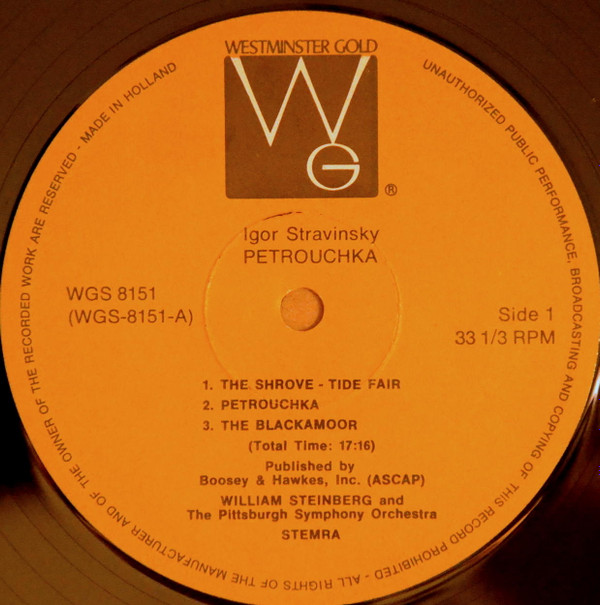 WESTMINSTER GOLD
WG
®
Igor Stravinsky
PETROUCHKA
WGS 8151
(WGS-8151-A)
Side 1
33 1/3 RPM
1. THE SHROVE - TIDE FAIR
2. PETROUCHKA
3. THE BLACKAMOOR
(Total Time: 17:16)
Published by
Boosey & Hawkes, Inc. (ASCAP)
WILLIAM STEINBERG and
The Pittsburgh Symphony Orchestra
STEMRA
UNAUTHORIZED PUBLIC PERFORMANCE, BROADCASTING AND COPYING OF THIS RECORD PROHIBITED - ALL RIGHTS OF THE MANUFACTURER AND OF THE OWNER OF THE RECORDED WORK ARE RESERVED - MADE IN HOLLAND